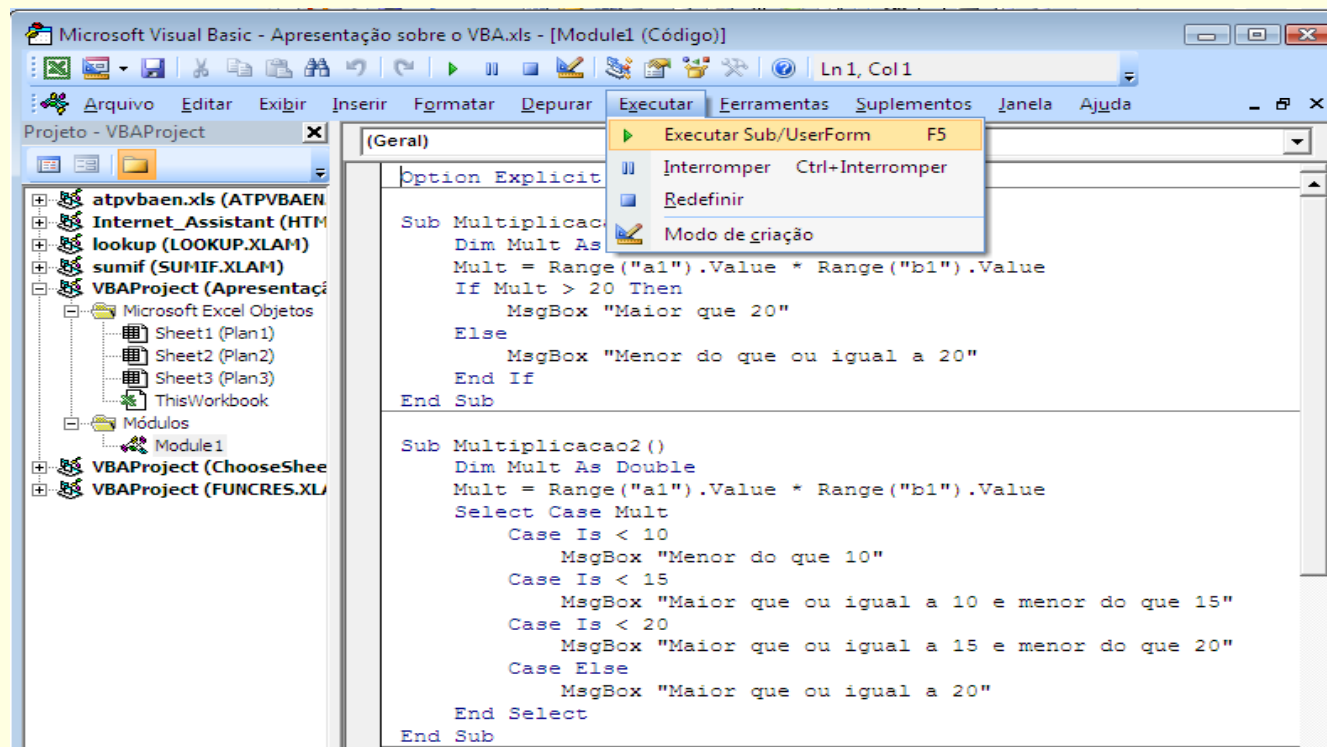 Microsoft Visual Basic - Apresentação sobre o VBA.xls - [Module1 (Código)]
Ln 1, Col 1
Arquivo Editar Exibir Inserir Formatar Depurar Executar Ferramentas Suplementos Janela Ajuda
Projeto - VBAProject
(Geral)
Executar Sub/UserForm F5
Interromper Ctrl+Interromper
Redefinir
Modo de criação
atpvbaen.xls (ATPVBAEN
Internet_Assistant (HTM
lookup (LOOKUP.XLAM)
sumif (SUMIF.XLAM)
VBAProject (Apresentaçã
Microsoft Excel Objetos
Sheet1 (Plan1)
Sheet2 (Plan2)
Sheet3 (Plan3)
ThisWorkbook
Módulos
Module1
VBAProject (ChooseShee
VBAProject (FUNCRES.XLA
Option Explicit
Sub Multiplicac
Dim Mult As
Mult = Range("a1").Value * Range("b1").Value
If Mult > 20 Then
MsgBox "Maior que 20"
Else
MsgBox "Menor do que ou igual a 20"
End If
End Sub
Sub Multiplicacao2()
Dim Mult As Double
Mult = Range("a1").Value * Range("b1").Value
Select Case Mult
Case Is < 10
MsgBox "Menor do que 10"
Case Is < 15
MsgBox "Maior que ou igual a 10 e menor do que 15"
Case Is < 20
MsgBox "Maior que ou igual a 15 e menor do que 20"
Case Else
MsgBox "Maior que ou igual a 20"
End Select
End Sub